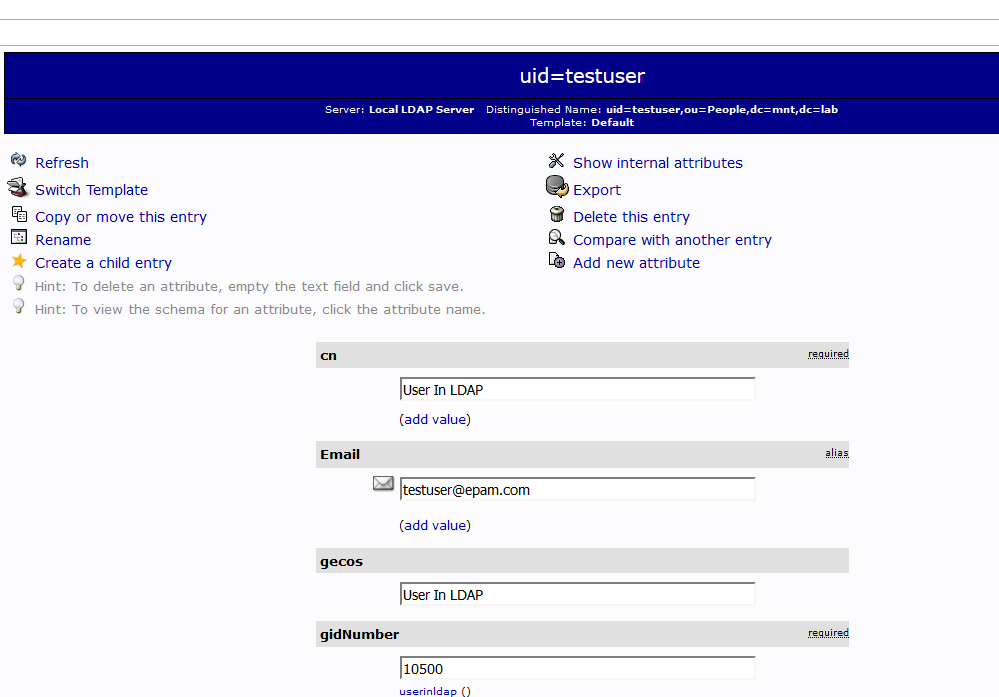 uid=testuser
Server: Local LDAP Server Distinguished Name: uid=testuser,ou=People,dc=mnt,dc=lab
Template: Default
Refresh
Show internal attributes
Switch Template
Export
Copy or move this entry
Delete this entry
Rename
Compare with another entry
Create a child entry
Add new attribute
Hint: To delete an attribute, empty the text field and click save.
Hint: To view the schema for an attribute, click the attribute name.
cn required
User In LDAP
(add value)
Email alias
testuser@epam.com
(add value)
gecos
User In LDAP
gidNumber required
10500
userinldap ()